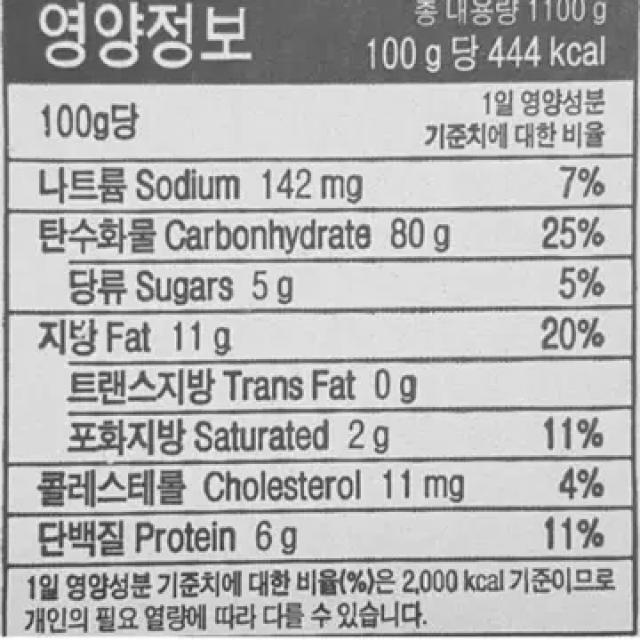 영양정보
총 내용량 1100 g
100 g 당 444 kcal
100g당
1일 영양성분
기준치에 대한 비율
나트륨 Sodium 142 mg 7%
탄수화물 Carbonhydrate 80 g 25%
당류 Sugars 5 g 5%
지방 Fat 11 g 20%
트랜스지방 Trans Fat 0 g
포화지방 Saturated 2 g 11%
콜레스테롤 Cholesterol 11 mg 4%
단백질 Protein 6 g 11%
1일 영양성분 기준치에 대한 비율(%)은 2,000 kcal 기준이므로
개인의 필요 열량에 따라 다를 수 있습니다.